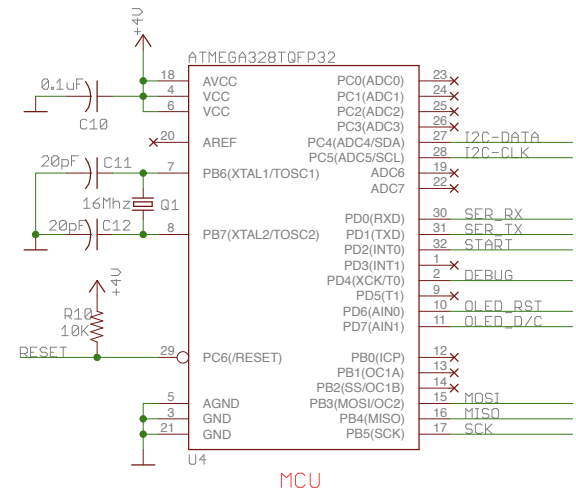 +4V
ATMEGA328TQFP32
0.1uF
C10
18 AVCC PC0(ADC0) 23
4 VCC PC1(ADC1) 24
6 VCC PC2(ADC2) 25
PC3(ADC3) 26
20 AREF PC4(ADC4/SDA) 27 I2C-DATA
PC5(ADC5/SCL) 28 I2C-CLK
20pF C11 7 PB6(XTAL1/TOSC1) ADC6 19
ADC7 22
16Mhz Q1
20pF C12 8 PB7(XTAL2/TOSC2) PD0(RXD) 30 SER_RX
PD1(TXD) 31 SER_TX
PD2(INT0) 32 START
PD3(INT1) 1
PD4(XCK/T0) 2 DEBUG
PD5(T1) 9
PD6(AIN0) 10 OLED_RST
PD7(AIN1) 11 OLED_D/C
+4V
R10
10K
RESET 29 PC6(/RESET) PB0(ICP) 12
PB1(OC1A) 13
PB2(SS/OC1B) 14
5 AGND PB3(MOSI/OC2) 15 MOSI
3 GND PB4(MISO) 16 MISO
21 GND PB5(SCK) 17 SCK
U4
MCU